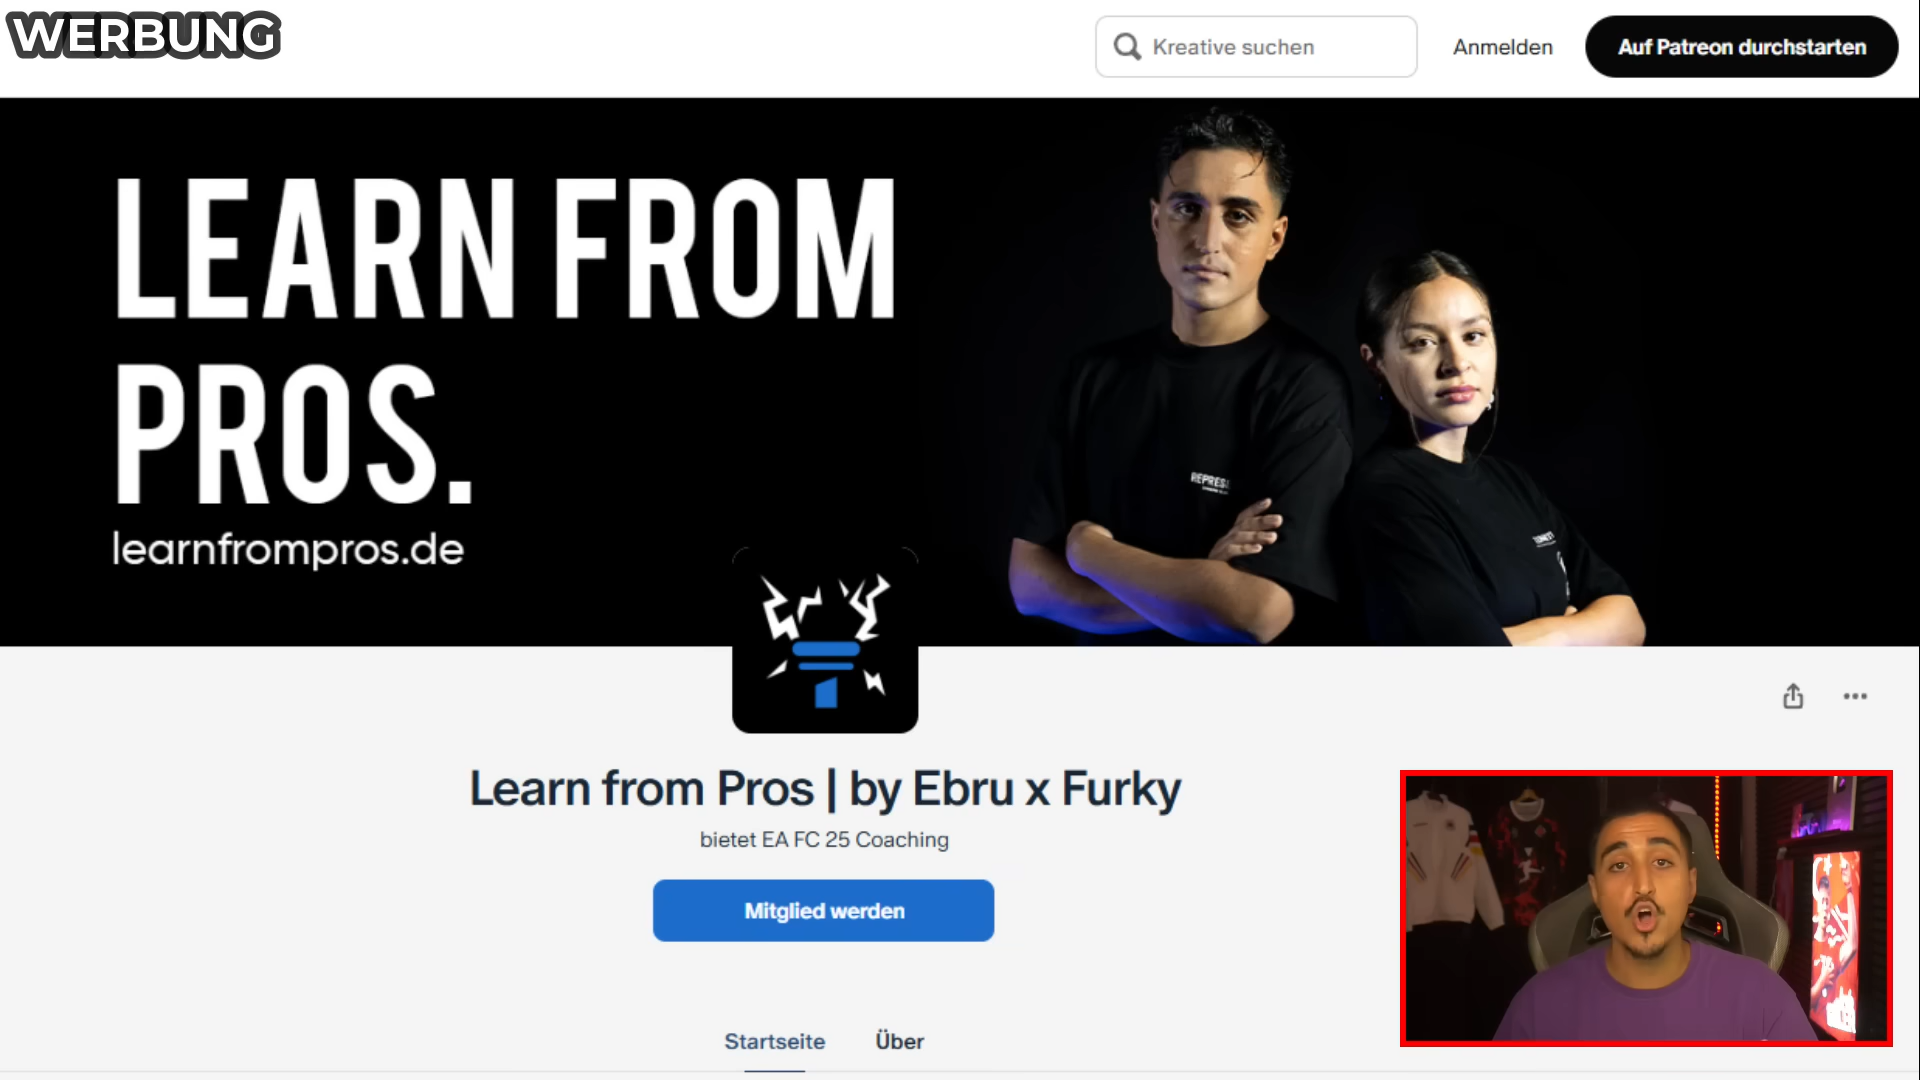 WERBUNG
Kreative suchen
Anmelden
Auf Patreon durchstarten
LEARN FROM
PROS.
learnfrompros.de
Learn from Pros | by Ebru x Furky
bietet EA FC 25 Coaching
Mitglied werden
Startseite
Über